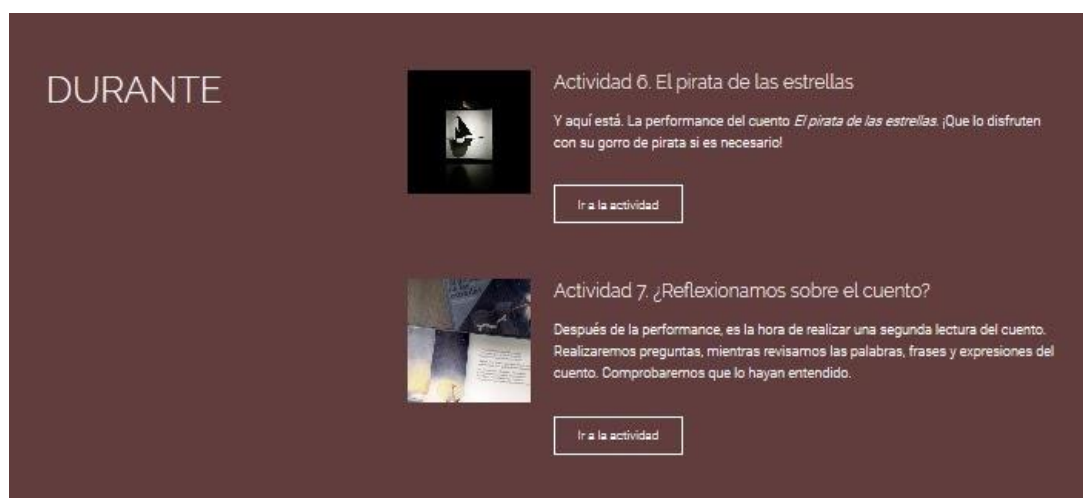 DURANTE
Actividad 6. El pirata de las estrellas
Y aquí está. La performance del cuento El pirata de las estrellas. ¡Que lo disfruten
con su gorro de pirata si es necesario!
Ir a la actividad
Actividad 7. ¿Reflexionamos sobre el cuento?
Después de la performance, es la hora de realizar una segunda lectura del cuento.
Realizaremos preguntas, mientras revisamos las palabras, frases y expresiones del
cuento. Comprobaremos que lo hayan entendido.
Ir a la actividad